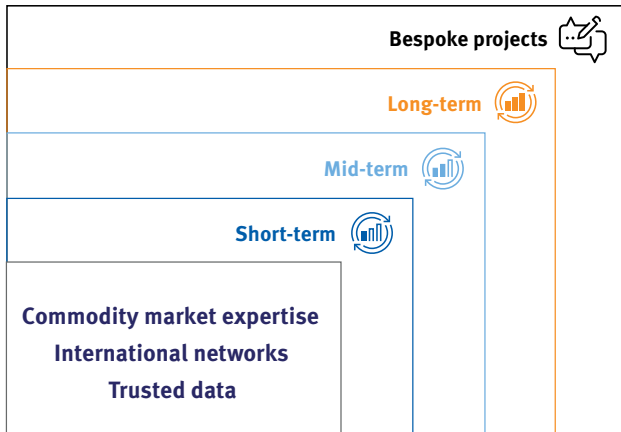 Bespoke projects
Long-term
Mid-term
Short-term
Commodity market expertise
International networks
Trusted data